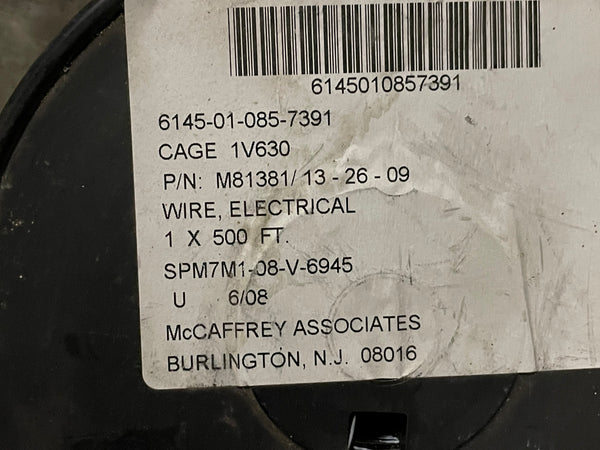 6145010857391
6145-01-085-7391
CAGE 1V630
P/N: M81381/ 13 - 26 - 09
WIRE, ELECTRICAL
1 X 500 FT.
SPM7M1-08-V-6945
U 6/08
McCAFFREY ASSOCIATES
BURLINGTON, N.J. 08016